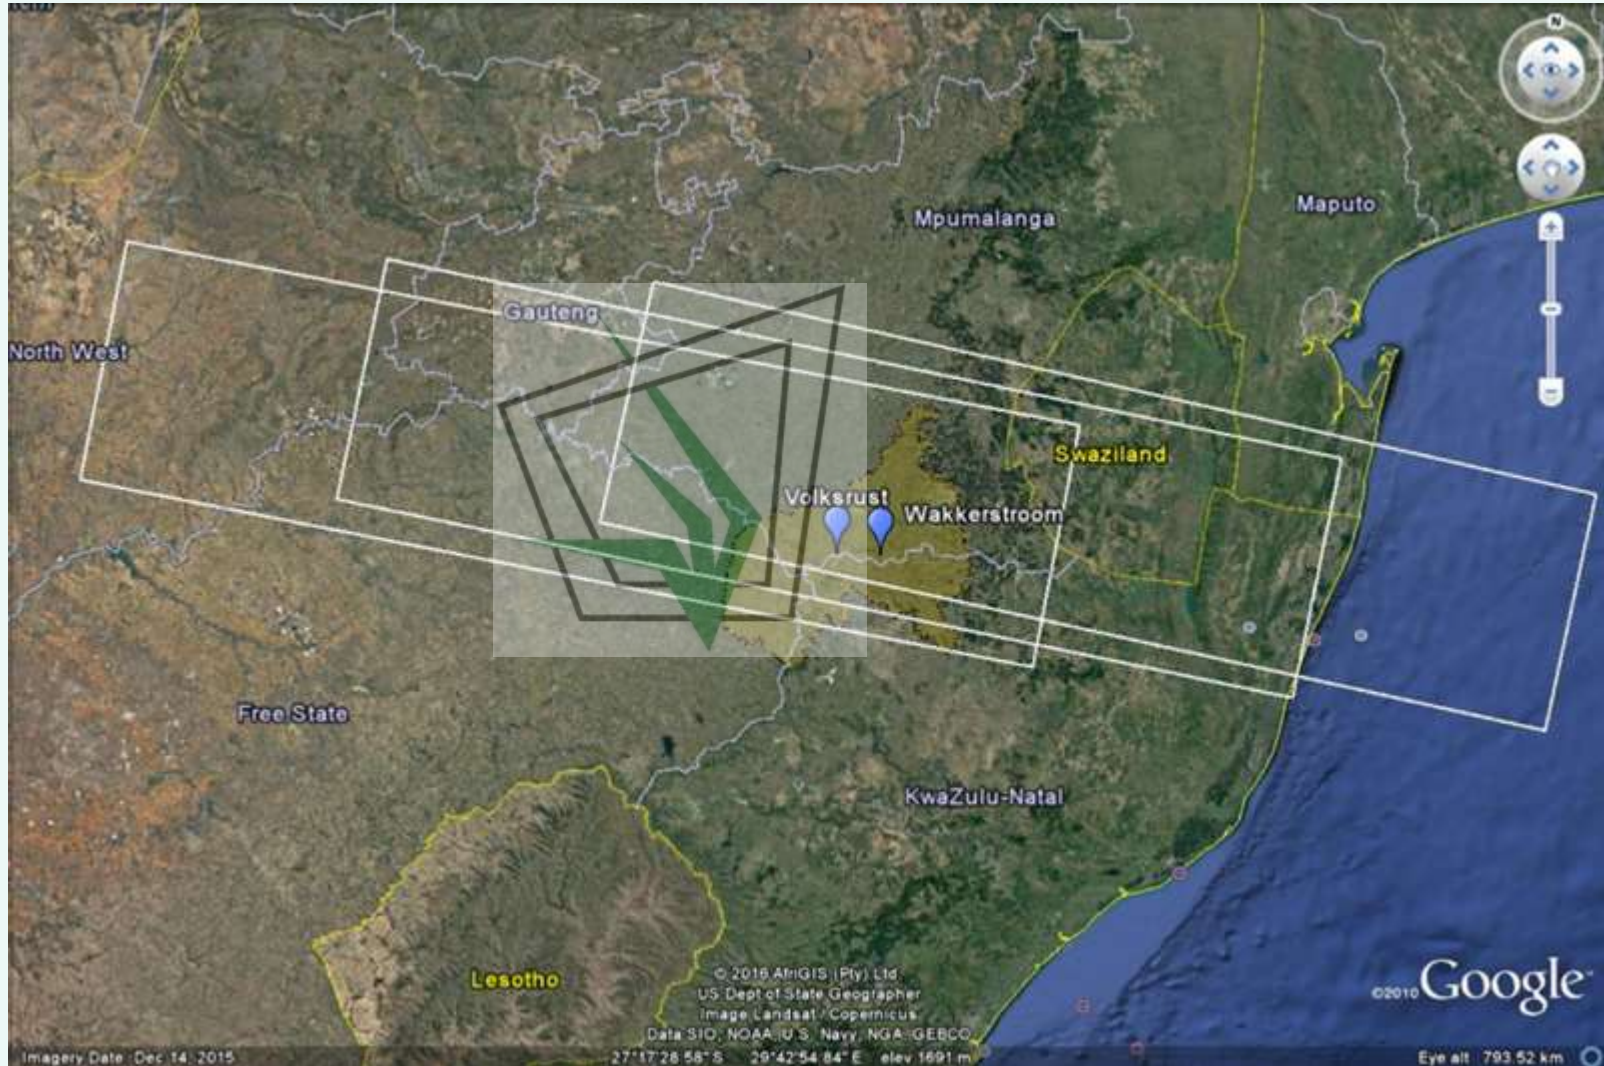 N
Mpumalanga
Maputo
Gauteng
North West
Swaziland
Volksrust
Wakkerstroom
Free State
KwaZulu-Natal
Lesotho
© 2016 AfriGIS (Pty) Ltd.
US Dept of State Geographer
Image Landsat / Copernicus
Data SIO, NOAA, U.S. Navy, NGA, GEBCO
©2010 Google
Imagery Date: Dec 14, 2015
27°17'28.58" S 29°42'54.84" E elev 1691 m
Eye alt 793.52 km